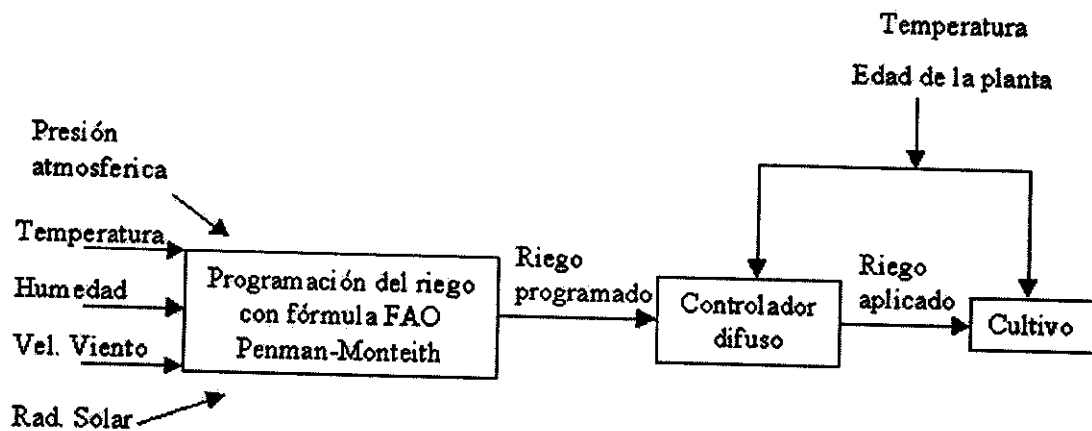 Temperatura
Edad de la planta
Presión
atmosferica
Temperatura
Humedad
Vel. Viento
Rad. Solar
Programación del riego
con fórmula FAO
Penman-Monteith
Riego
programado
Controlador
difuso
Riego
aplicado
Cultivo